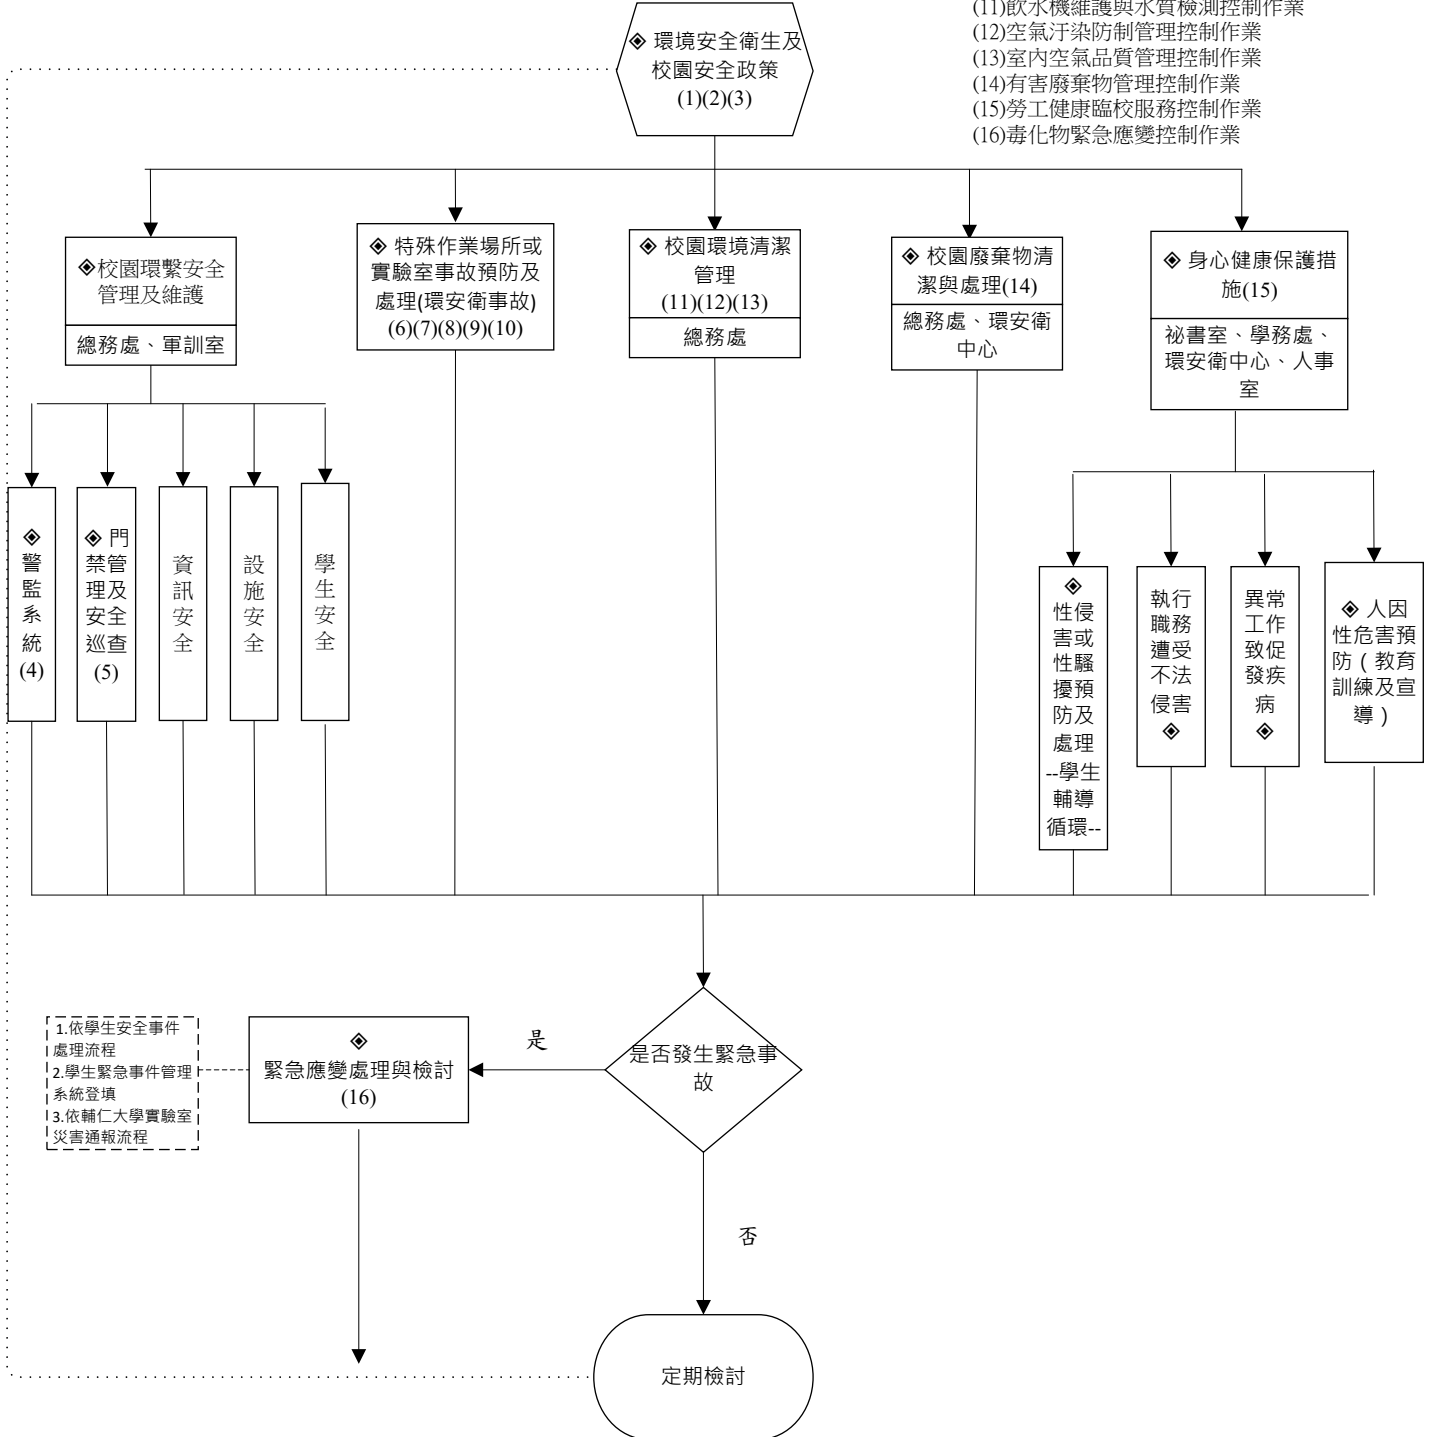 (11)飲水機維護與水質檢測控制作業
(12)空氣汙染防制管理控制作業
(13)室內空氣品質管理控制作業
(14)有害廢棄物管理控制作業
(15)勞工健康臨校服務控制作業
(16)毒化物緊急應變控制作業
◈ 環境安全衛生及
校園安全政策
(1)(2)(3)
◈校園環繫安全
管理及維護
總務處、軍訓室
◈ 特殊作業場所或
實驗室事故預防及
處理(環安衛事故)
(6)(7)(8)(9)(10)
◈ 校園環境清潔
管理
(11)(12)(13)
總務處
◈ 校園廢棄物清
潔與處理(14)
總務處、環安衛
中心
◈ 身心健康保護措
施(15)
祕書室、學務處、
環安衛中心、人事
室
◈
警
監
系
統
(4)
◈ 門
禁管
理及
安全
巡查
(5)
資
訊
安
全
設
施
安
全
學
生
安
全
◈
性侵
害或
性騷
擾預
防及
處理
--學生
輔導
循環--
執行
職務
遭受
不法
侵害
◈
異常
工作
致促
發疾
病
◈
◈ 人因
性危害預
防（教育
訓練及宣
導）
是否發生緊急事
故
是
否
◈
緊急應變處理與檢討
(16)
1.依學生安全事件
處理流程
2.學生緊急事件管理
系統登填
3.依輔仁大學實驗室
災害通報流程
定期檢討